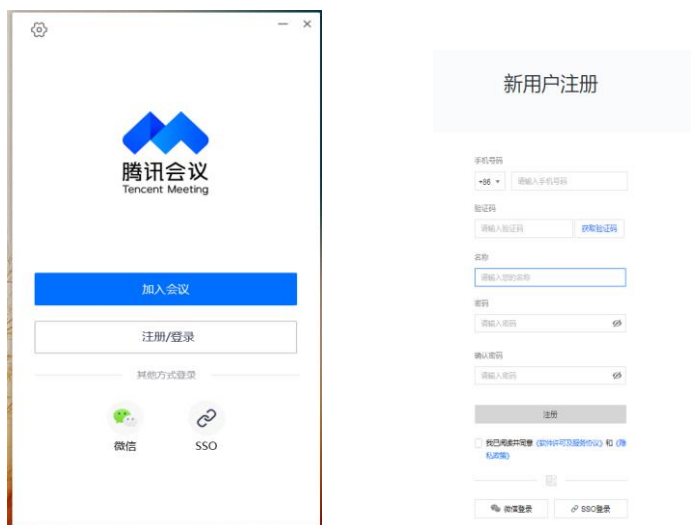 腾讯会议
Tencent Meeting
加入会议
注册/登录
其他方式登录
微信
SSO
新用户注册
手机号码
+86 请输入手机号码
验证码
请输入验证码 获取验证码
名称
请输入您的名称
密码
请输入密码
确认密码
请输入密码
注册
我已阅读并同意《软件许可及服务协议》和《隐
私政策》
微信登录 SSO登录